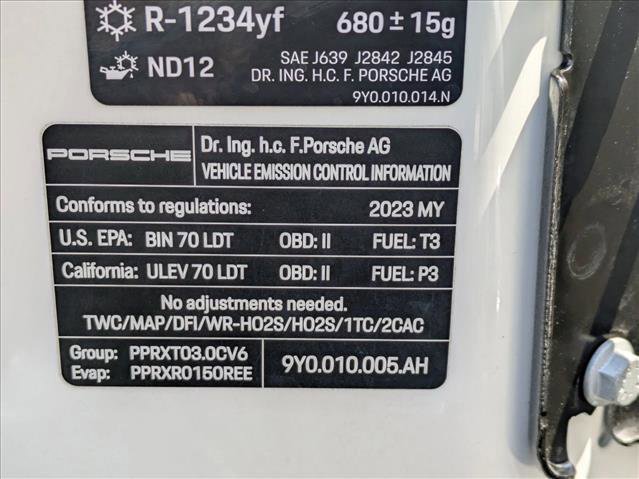 R-1234yf 680 ± 15g
ND12 SAE J639 J2842 J2845
DR. ING. H.C. F. PORSCHE AG
9Y0.010.014.N
PORSCHE Dr. Ing. h.c. F.Porsche AG
VEHICLE EMISSION CONTROL INFORMATION
Conforms to regulations: 2023 MY
U.S. EPA: BIN 70 LDT OBD: II FUEL: T3
California: ULEV 70 LDT OBD: II FUEL: P3
No adjustments needed.
TWC/MAP/DFI/WR-HO2S/HO2S/1TC/2CAC
Group: PPRXT03.0CV6 9Y0.010.005.AH
Evap: PPRXR0150REE